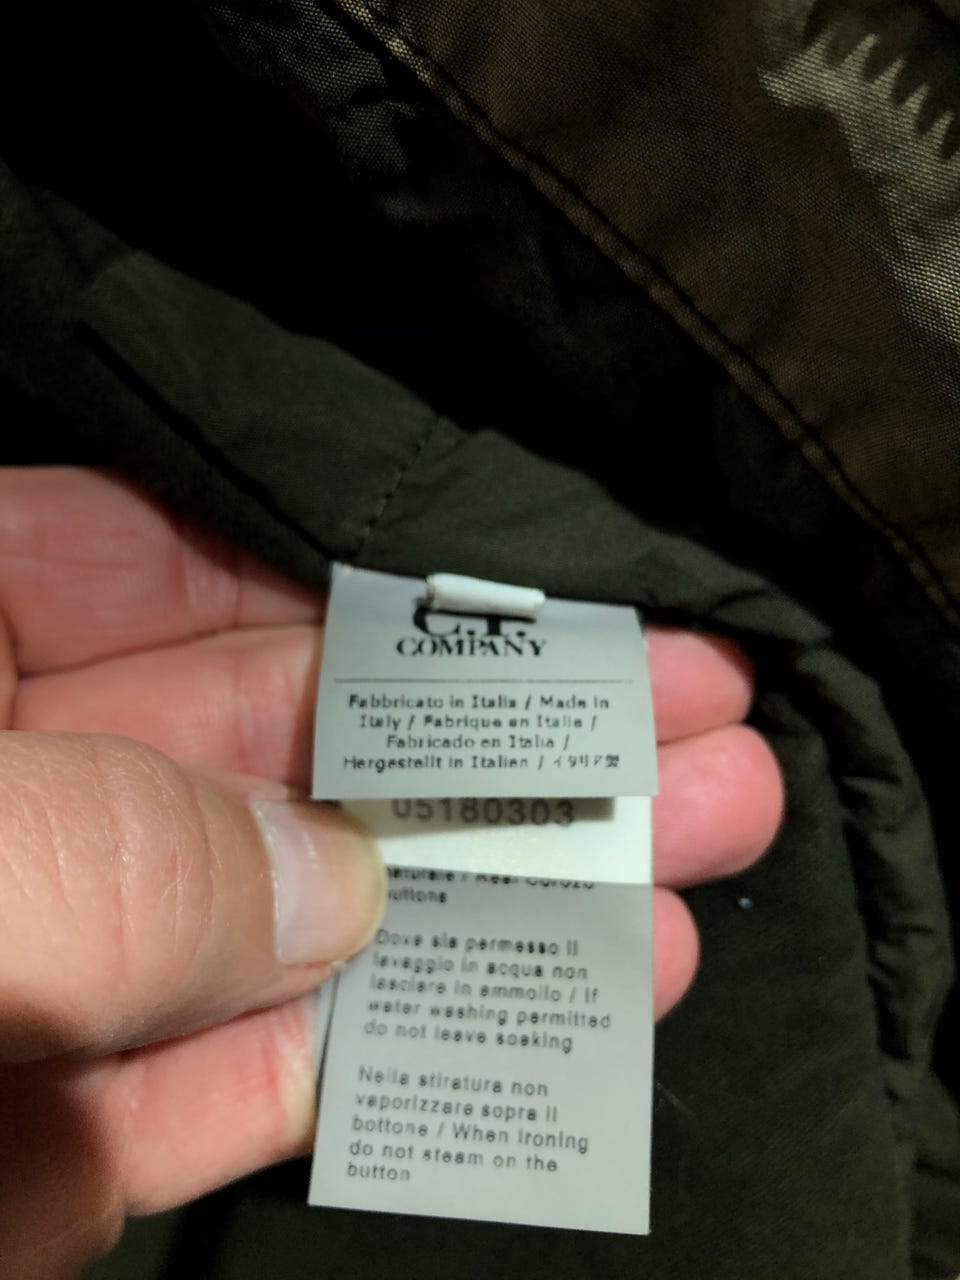 C.P.
COMPANY
Fabbricato in Italia / Made in
Italy / Fabrique en Italie /
Fabricado en Italia /
Hergestellt in Italien / イタリア製
05180303
naturale / Real Corozo
buttons
Dove sia permesso il
lavaggio in acqua non
lasciare in ammollo / If
water washing permitted
do not leave soaking
Nella stiratura non
vaporizzare sopra il
bottone / When ironing
do not steam on the
button